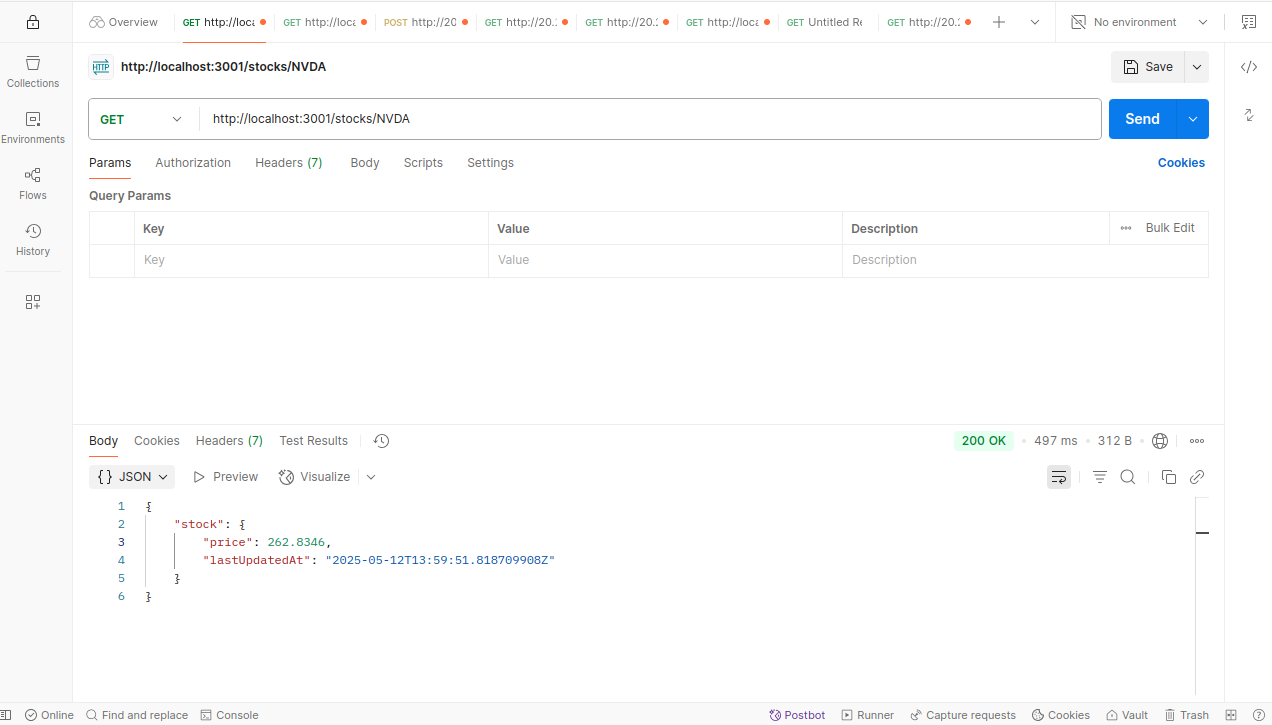 Overview GET http://loca GET http://loca POST http://20 GET http://20.: GET http://20.: GET http://loca GET Untitled Re GET http://20.: No environment
http://localhost:3001/stocks/NVDA Save
GET http://localhost:3001/stocks/NVDA Send
Params Authorization Headers (7) Body Scripts Settings Cookies
Query Params
Key Value Description Bulk Edit
Key Value Description
Collections
Environments
Flows
History
Body Cookies Headers (7) Test Results 200 OK 497 ms 312 B
{} JSON Preview Visualize
1 {
2 "stock": {
3 "price": 262.8346,
4 "lastUpdatedAt": "2025-05-12T13:59:51.818709908Z"
5 }
6 }
Online Find and replace Console Postbot Runner Capture requests Cookies Vault Trash